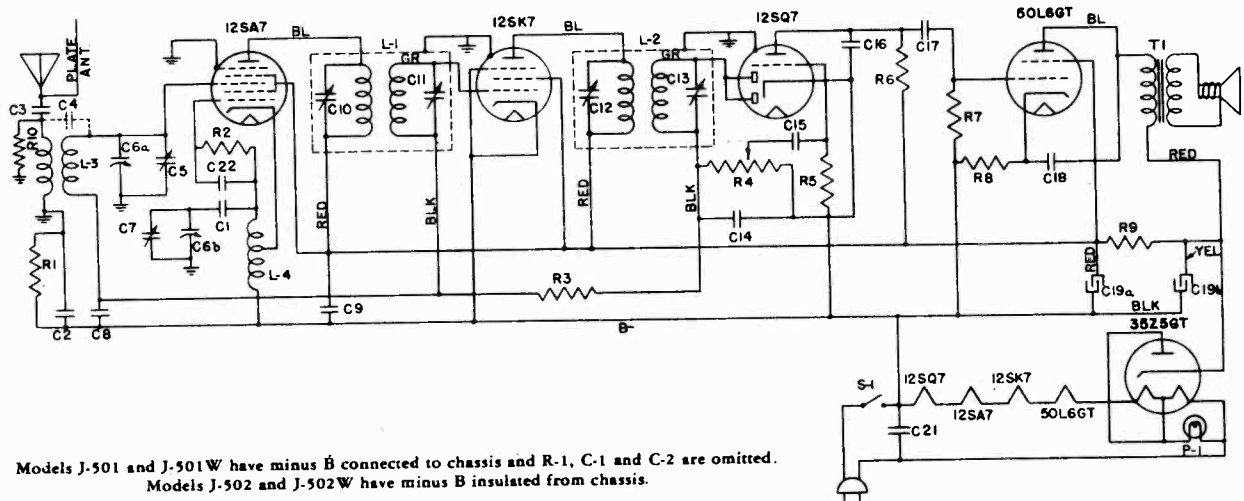 12SA7
12SK7
12SQ7
50L6GT
BL
L-1
GR
BL
L-2
GR
C16
C17
BL
T1
PLATE
ANT.
C3
C4
C10
C11
C12
C13
R6
R10
L-3
C6a
C5
R2
C22
C15
R4
R5
R7
R8
C18
RED
C7
C6b
C1
L-4
RED
BLK
RED
BLK
C14
R1
R3
R9
RED
YEL
C19a
C19b
C2
C8
C9
B-
BLK
35Z5GT
S-1
12SQ7
12SK7
12SA7
50L6GT
C21
P-1
Models J-501 and J-501W have minus B connected to chassis and R-1, C-1 and C-2 are omitted.
Models J-502 and J-502W have minus B insulated from chassis.